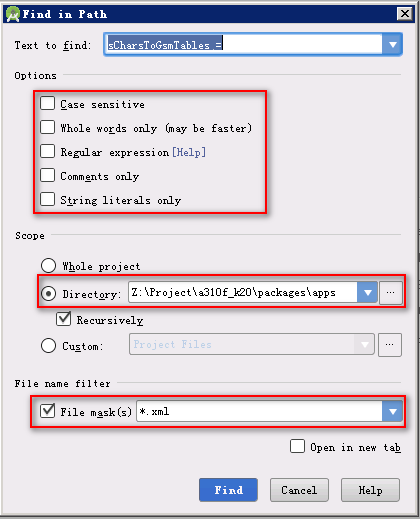 Find in Path
Text to find: sCharsToGsmTables =
Options
Case sensitive
Whole words only (may be faster)
Regular expression [Help]
Comments only
String literals only
Scope
Whole project
Directory: Z:\Project\a310f_k20\packages\apps ...
Recursively
Custom: Project Files ...
File name filter
File mask(s) *.xml
Open in new tab
Find Cancel Help